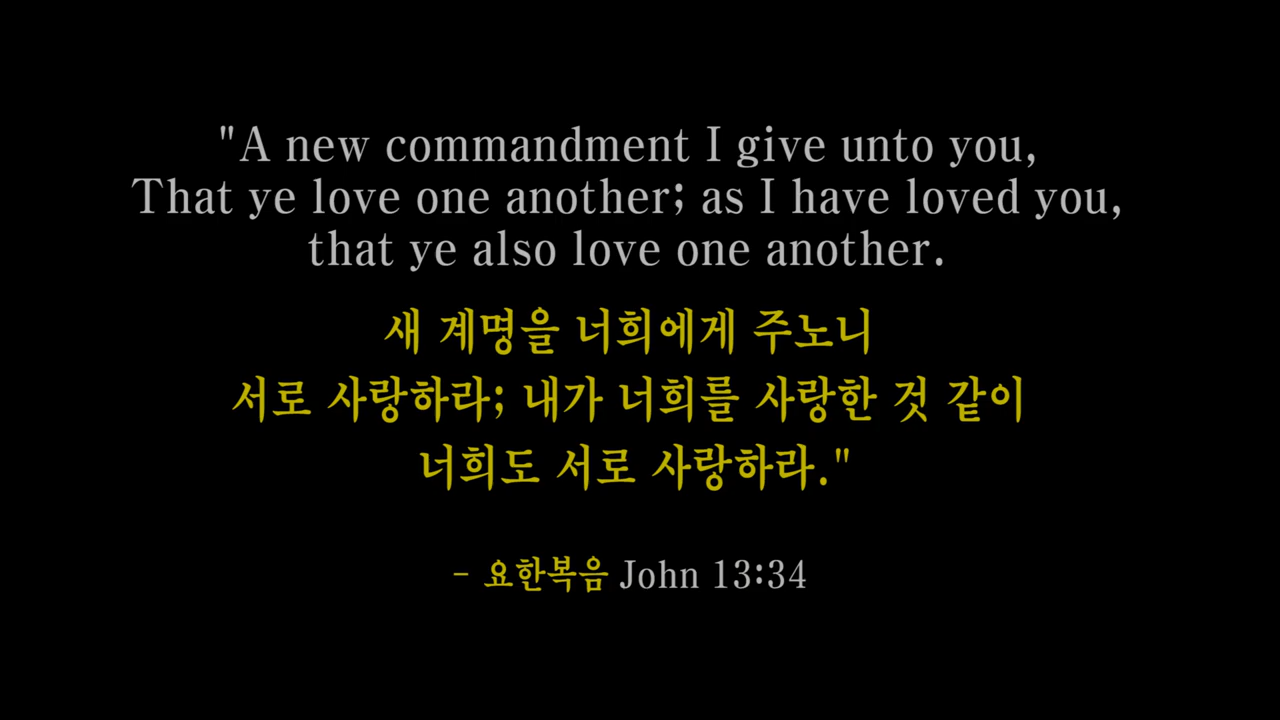 "A new commandment I give unto you,
That ye love one another; as I have loved you,
that ye also love one another.
새 계명을 너희에게 주노니
서로 사랑하라; 내가 너희를 사랑한 것 같이
너희도 서로 사랑하라."
- 요한복음 John 13:34